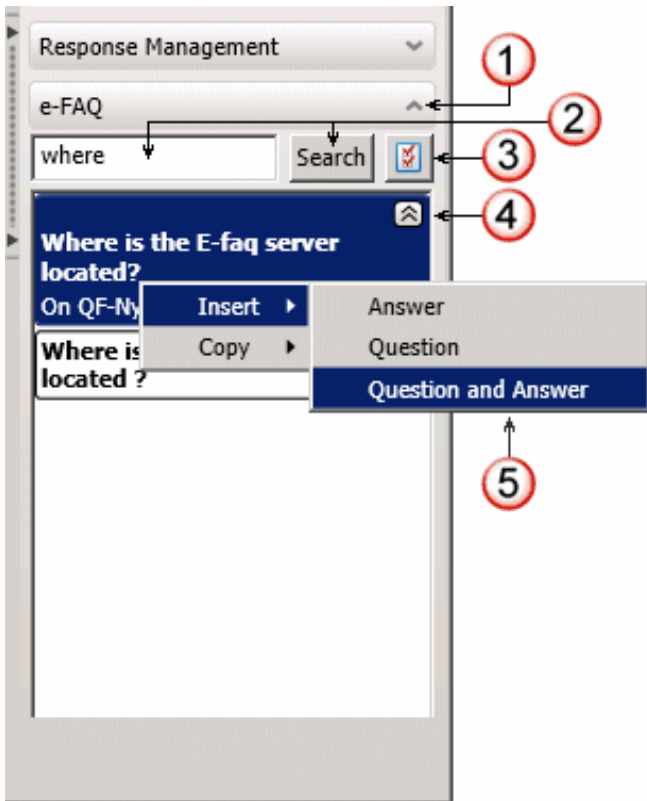 Response Management
1
e-FAQ
2
where
Search
3
4
Where is the E-faq server
located?
On QF-Ny
Insert
Answer
Where is
Copy
Question
located ?
Question and Answer
5